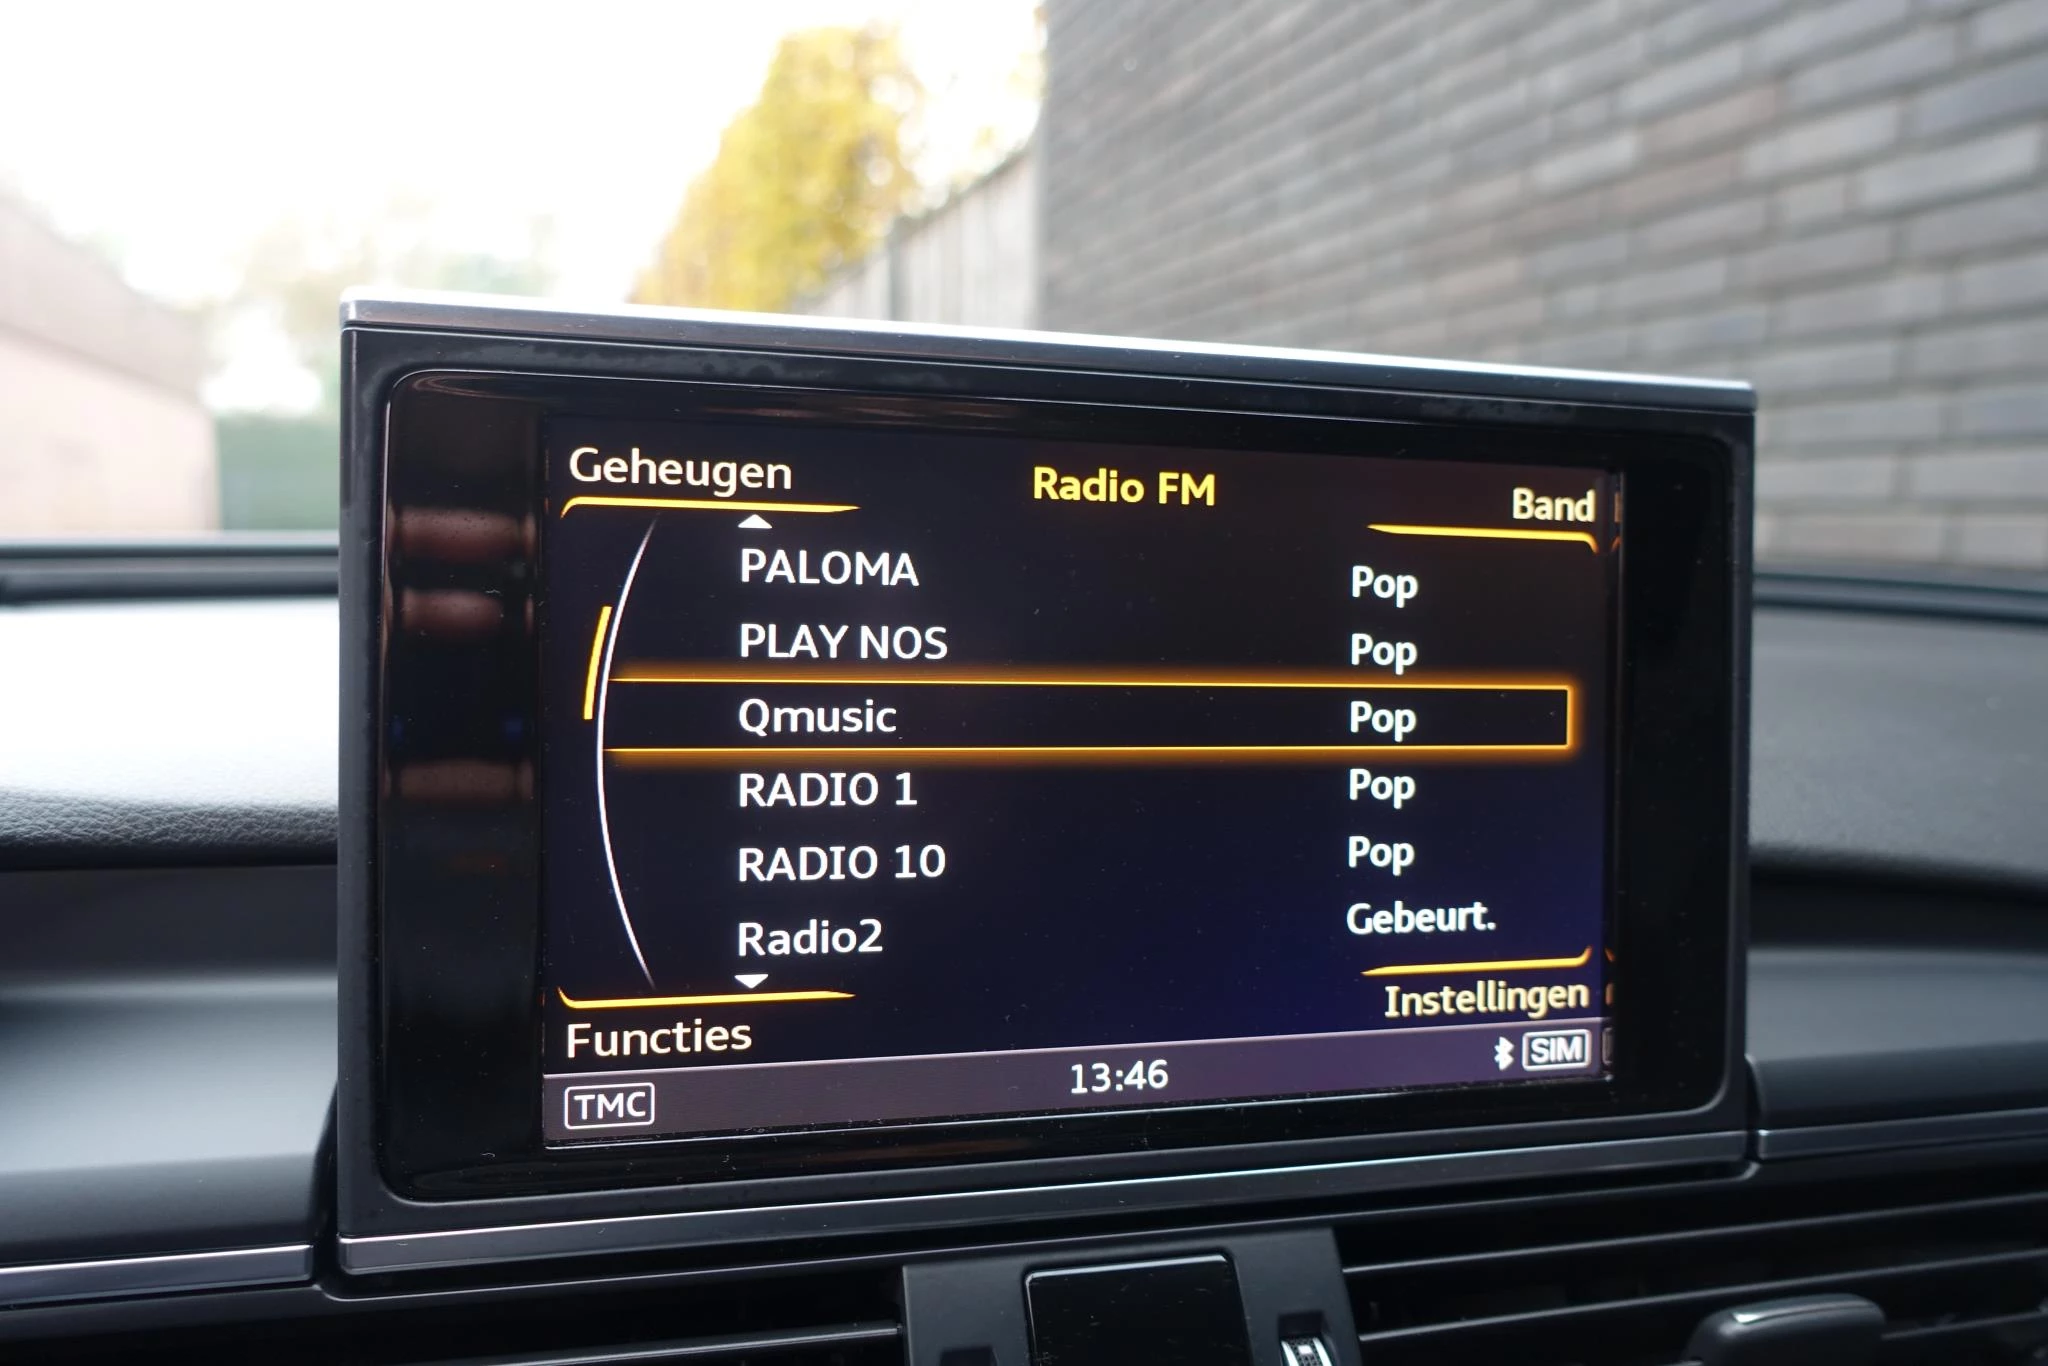 Geheugen
Radio FM
Band
PALOMA Pop
PLAY NOS Pop
Qmusic Pop
RADIO 1 Pop
RADIO 10 Pop
Radio2 Gebeurt.
Functies
Instellingen
TMC
13:46
SIM